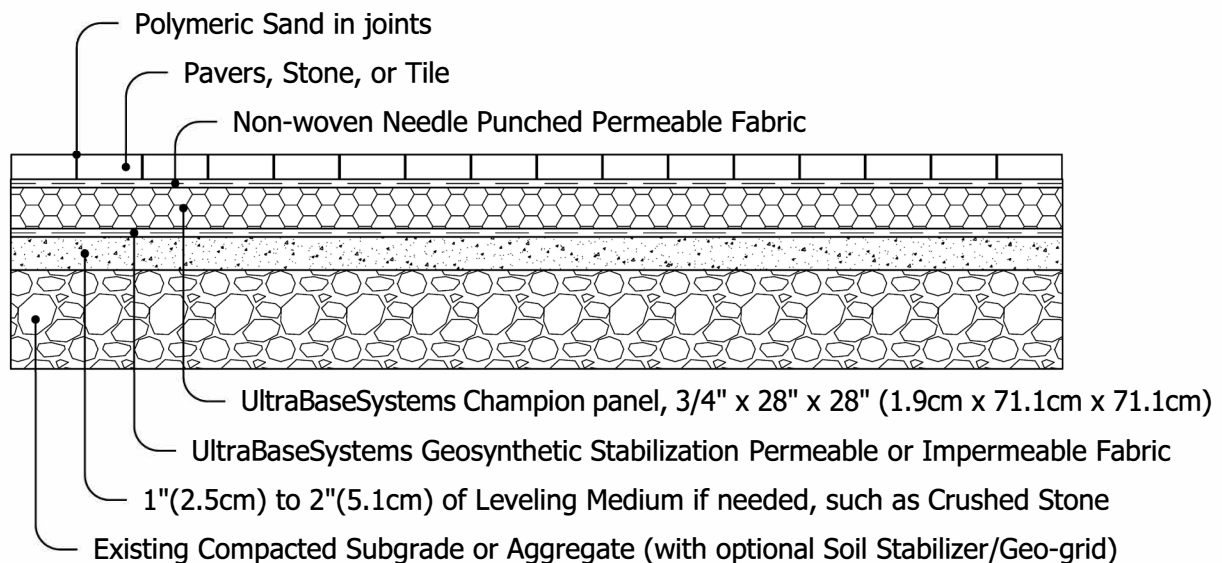 Polymeric Sand in joints
Pavers, Stone, or Tile
Non-woven Needle Punched Permeable Fabric
UltraBaseSystems Champion panel, 3/4" x 28" x 28" (1.9cm x 71.1cm x 71.1cm)
UltraBaseSystems Geosynthetic Stabilization Permeable or Impermeable Fabric
1"(2.5cm) to 2"(5.1cm) of Leveling Medium if needed, such as Crushed Stone
Existing Compacted Subgrade or Aggregate (with optional Soil Stabilizer/Geo-grid)